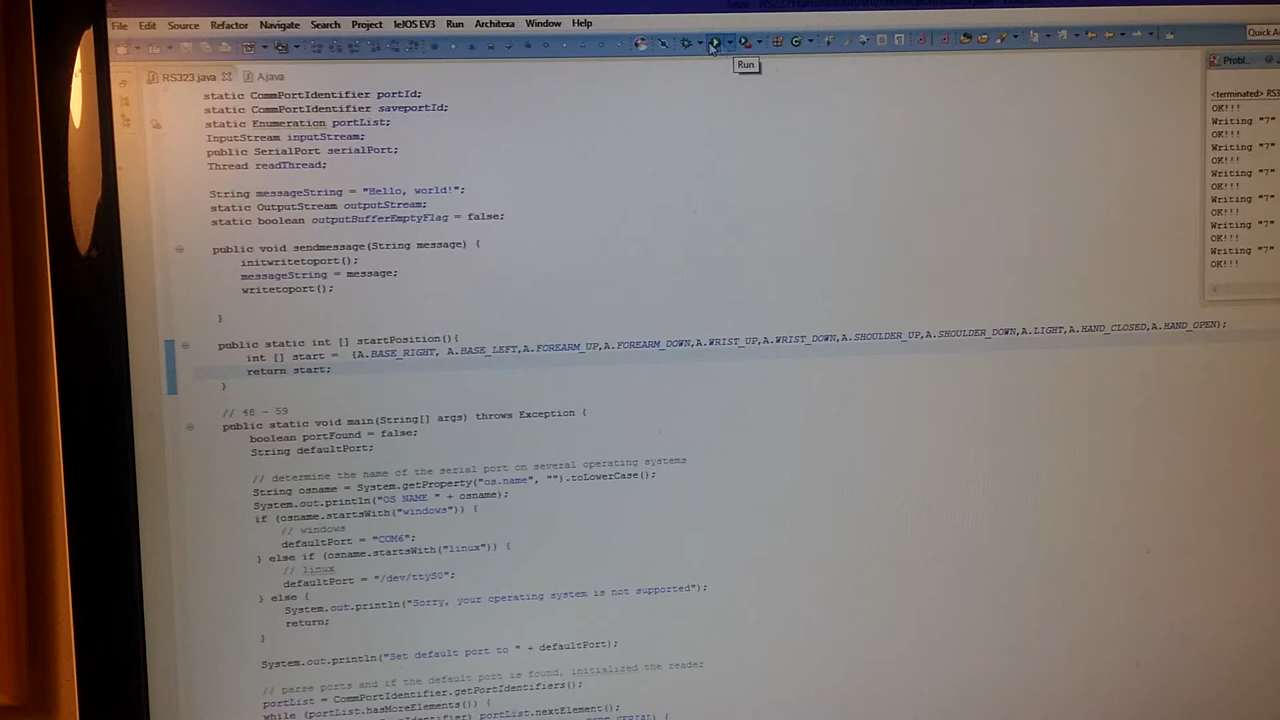 File Edit Source Refactor Navigate Search Project leJOS EV3 Run Architexa Window Help
Quick A
Run
RS323.java A.java
Probl
static CommPortIdentifier portId;
static CommPortIdentifier saveportId;
static Enumeration portList;
InputStream inputStream;
public SerialPort serialPort;
Thread readThread;
String messageString = "Hello, world!";
static OutputStream outputStream;
static boolean outputBufferEmptyFlag = false;
public void sendmessage(String message) {
initwritetoport();
messageString = message;
writetoport();
}
public static int [] startPosition(){
int [] start = {A.BASE_RIGHT, A.BASE_LEFT,A.FOREARM_UP,A.FOREARM_DOWN,A.WRIST_UP,A.WRIST_DOWN,A.SHOULDER_UP,A.SHOULDER_DOWN,A.LIGHT,A.HAND_CLOSED,A.HAND_OPEN};
return start;
}
// 48 - 59
public static void main(String[] args) throws Exception {
boolean portFound = false;
String defaultPort;
// determine the name of the serial port on several operating systems
String osname = System.getProperty("os.name", "").toLowerCase();
System.out.println("OS NAME " + osname);
if (osname.startsWith("windows")) {
// windows
defaultPort = "COM6";
} else if (osname.startsWith("linux")) {
// linux
defaultPort = "/dev/ttyS0";
} else {
System.out.println("Sorry, your operating system is not supported");
return;
}
System.out.println("Set default port to " + defaultPort);
// parse ports and if the default port is found, initialized the reader
portList = CommPortIdentifier.getPortIdentifiers();
while (portList.hasMoreElements()) {
portList.nextElement();
<terminated> RS3
OK!!!
Writing "7"
OK!!!
Writing "7"
OK!!!
Writing "7"
OK!!!
Writing "7"
OK!!!
Writing "7"
OK!!!
Writing "7"
OK!!!